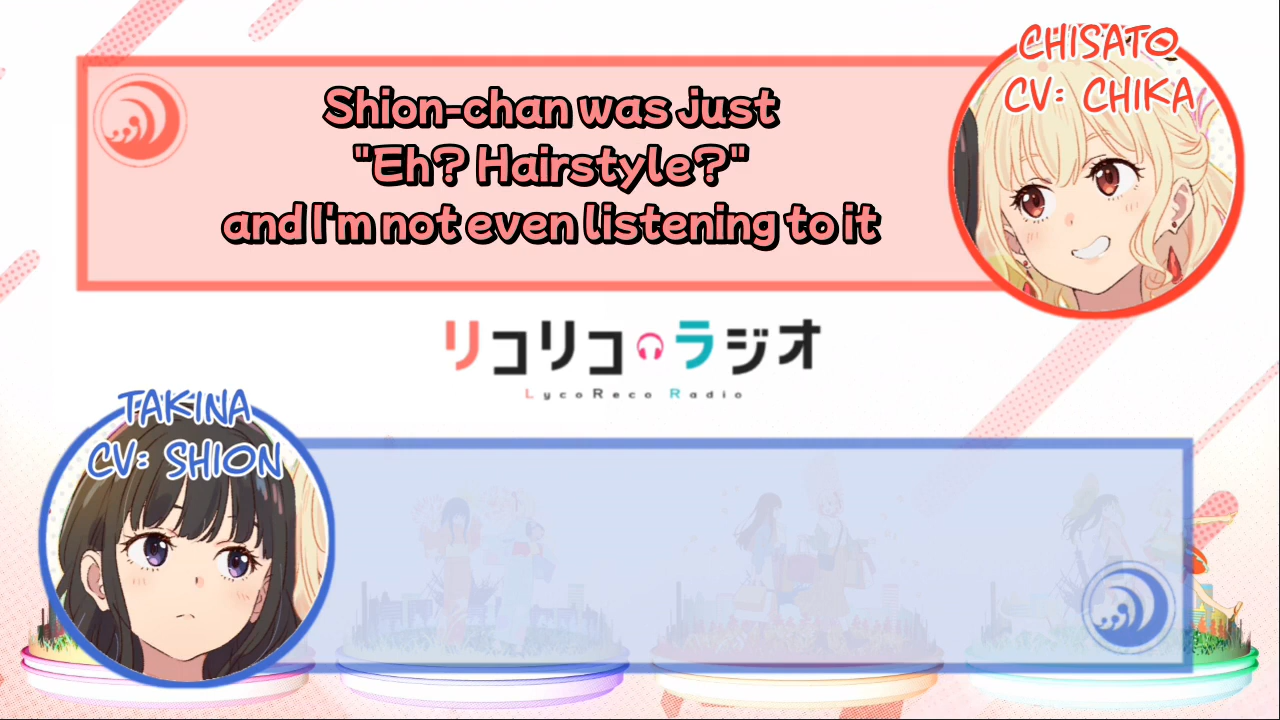 CHISATO
CV: CHIKA
Shion-chan was just
"Eh? Hairstyle?"
and I'm not even listening to it
リコリコラジオ
LycoReco Radio
TAKINA
CV: SHION